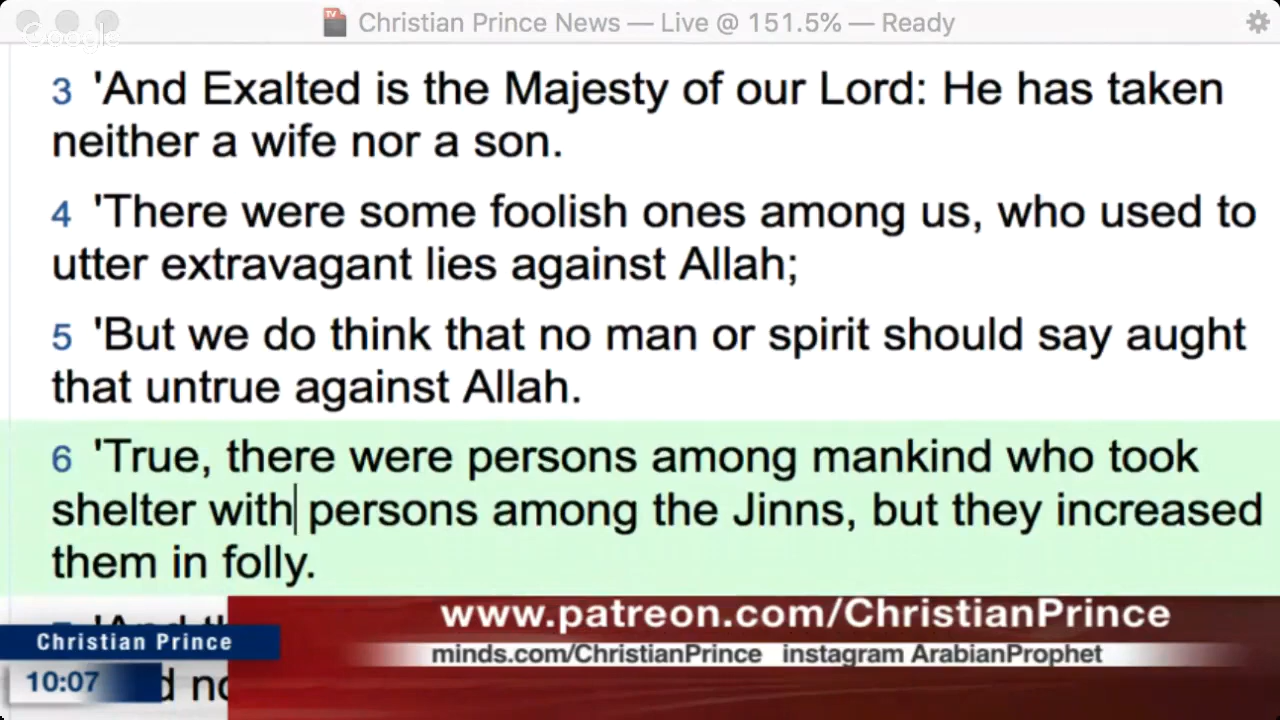 Christian Prince News — Live @ 151.5% — Ready
Google
3 'And Exalted is the Majesty of our Lord: He has taken
neither a wife nor a son.
4 'There were some foolish ones among us, who used to
utter extravagant lies against Allah;
5 'But we do think that no man or spirit should say aught
that untrue against Allah.
6 'True, there were persons among mankind who took
shelter with persons among the Jinns, but they increased
them in folly.
www.patreon.com/ChristianPrince
Christian Prince
minds.com/ChristianPrince instagram ArabianProphet
10:07